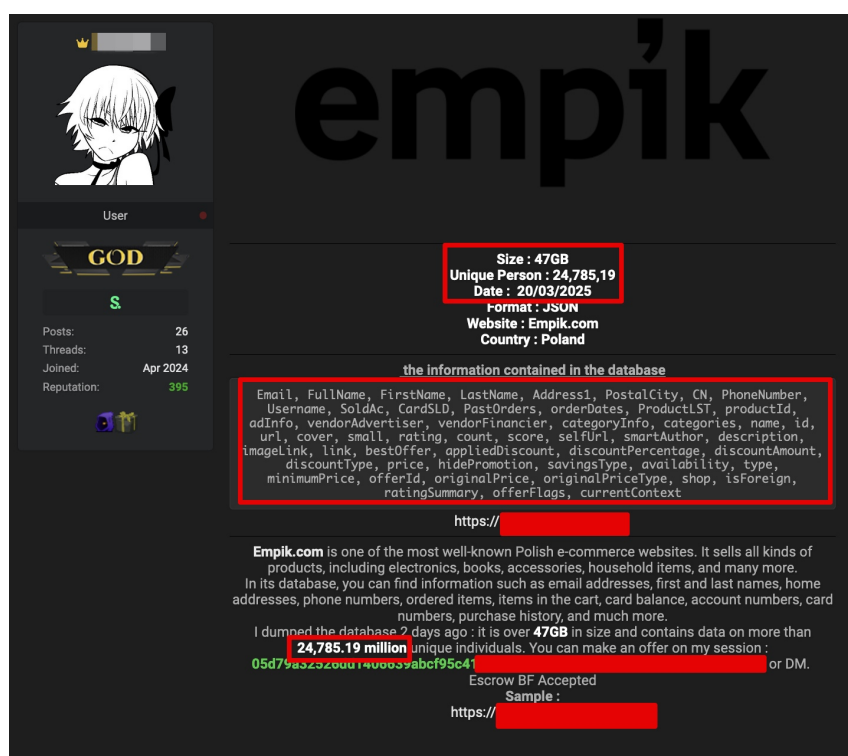 empik
User
GOD
S.
Posts: 26
Threads: 13
Joined: Apr 2024
Reputation: 395
Size : 47GB
Unique Person : 24,785,19
Date : 20/03/2025
Format : JSON
Website : Empik.com
Country : Poland
the information contained in the database
Email, FullName, FirstName, LastName, Address1, PostalCity, CN, PhoneNumber,
Username, SoldAc, CardSLD, PastOrders, orderDates, ProductLST, productId,
adInfo, vendorAdvertiser, vendorFinancier, categoryInfo, categories, name, id,
url, cover, small, rating, count, score, selfUrl, smartAuthor, description,
imageLink, link, bestOffer, appliedDiscount, discountPercentage, discountAmount,
discountType, price, hidePromotion, savingsType, availability, type,
minimumPrice, offerId, originalPrice, originalPriceType, shop, isForeign,
ratingSummary, offerFlags, currentContext
https://
Empik.com is one of the most well-known Polish e-commerce websites. It sells all kinds of
products, including electronics, books, accessories, household items, and many more.
In its database, you can find information such as email addresses, first and last names, home
addresses, phone numbers, ordered items, items in the cart, card balance, account numbers, card
numbers, purchase history, and much more.
I dumped the database 2 days ago : it is over 47GB in size and contains data on more than
24,785.19 million unique individuals. You can make an offer on my session :
or DM.
Escrow BF Accepted
Sample :
https://